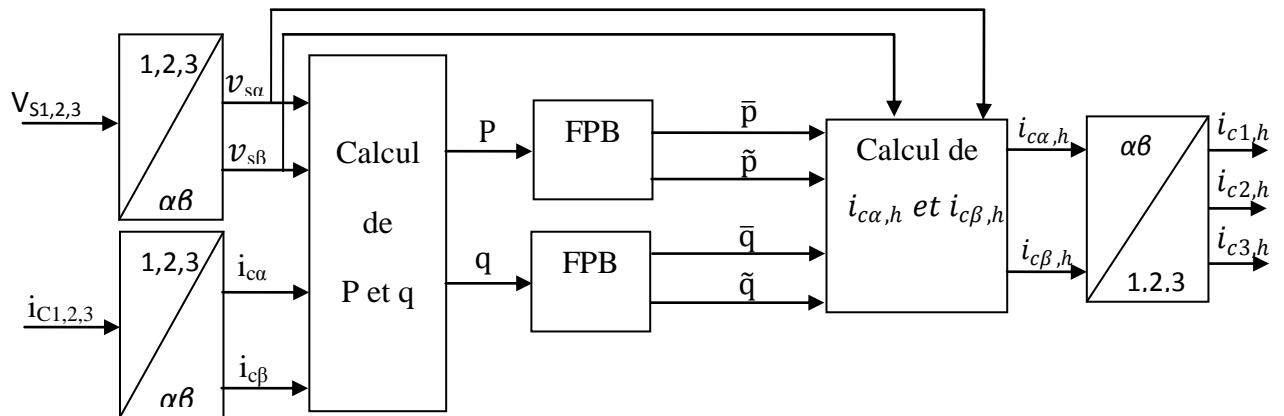 V_S1,2,3
1,2,3
αβ
v_sα
v_sβ
i_C1,2,3
1,2,3
αβ
i_cα
i_cβ
Calcul
de
P et q
P
q
FPB
FPB
p̄
p̃
q̄
q̃
Calcul de
i_cα,h et i_cβ,h
i_cα,h
i_cβ,h
αβ
1,2,3
i_c1,h
i_c2,h
i_c3,h